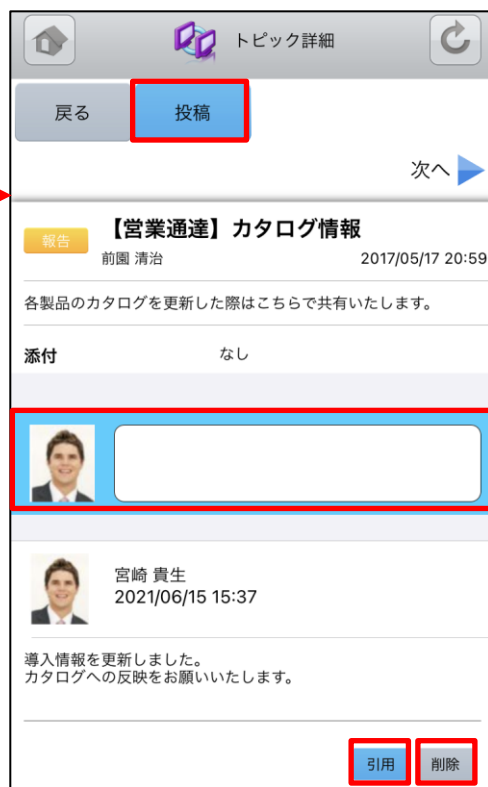 トピック詳細
戻る
投稿
次へ
報告
【営業通達】カタログ情報
前園 清治
2017/05/17 20:59
各製品のカタログを更新した際はこちらで共有いたします。
添付
なし
宮崎 貴生
2021/06/15 15:37
導入情報を更新しました。
カタログへの反映をお願いいたします。
引用
削除